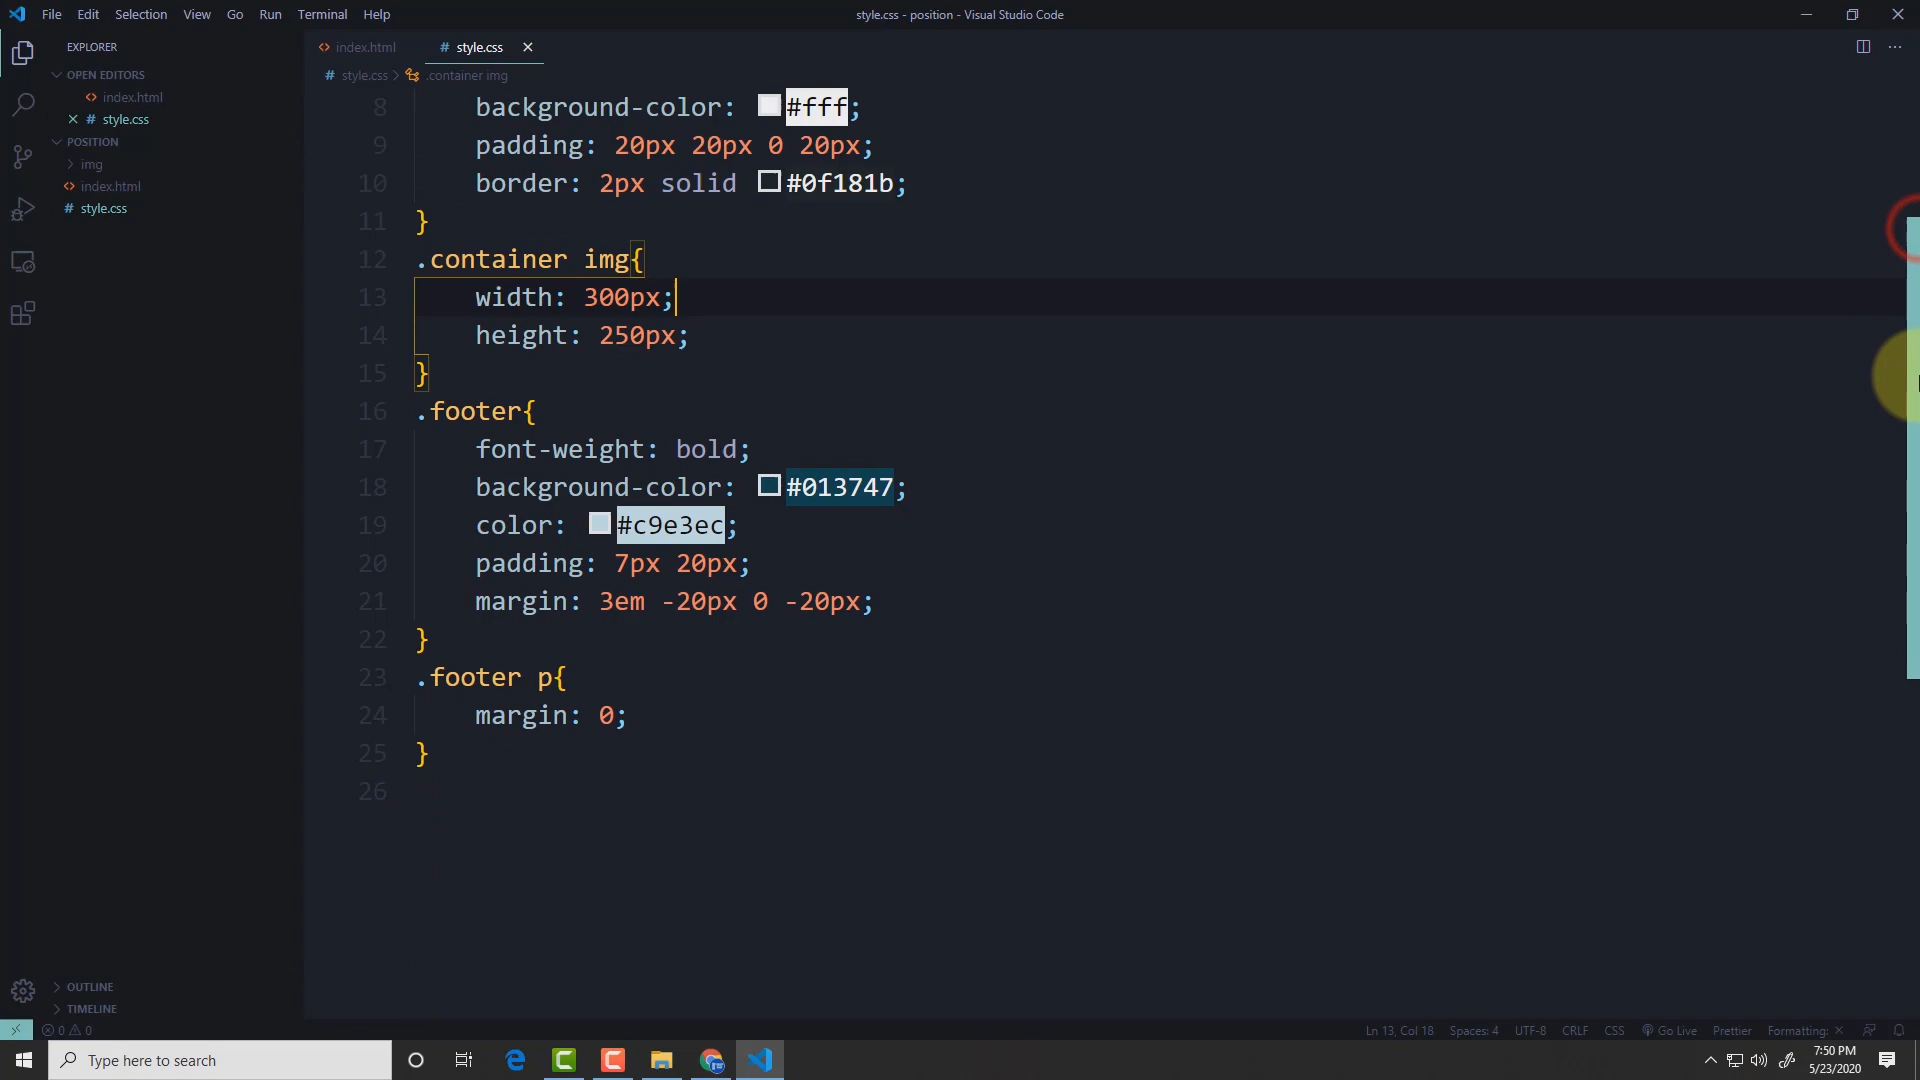 File Edit Selection View Go Run Terminal Help
style.css - position - Visual Studio Code
EXPLORER
OPEN EDITORS
index.html
style.css
POSITION
img
index.html
style.css
OUTLINE
TIMELINE
index.html
style.css
style.css > .container img
8 background-color: #fff;
9 padding: 20px 20px 0 20px;
10 border: 2px solid #0f181b;
11 }
12 .container img{
13 width: 300px;
14 height: 250px;
15 }
16 .footer{
17 font-weight: bold;
18 background-color: #013747;
19 color: #c9e3ec;
20 padding: 7px 20px;
21 margin: 3em -20px 0 -20px;
22 }
23 .footer p{
24 margin: 0;
25 }
26
0 0
Ln 13, Col 18 Spaces: 4 UTF-8 CRLF CSS Go Live Prettier Formatting: ×
Type here to search
7:50 PM
5/23/2020